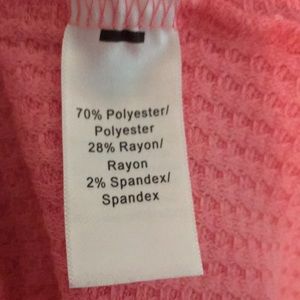 70% Polyester/
Polyester
28% Rayon/
Rayon
2% Spandex/
Spandex